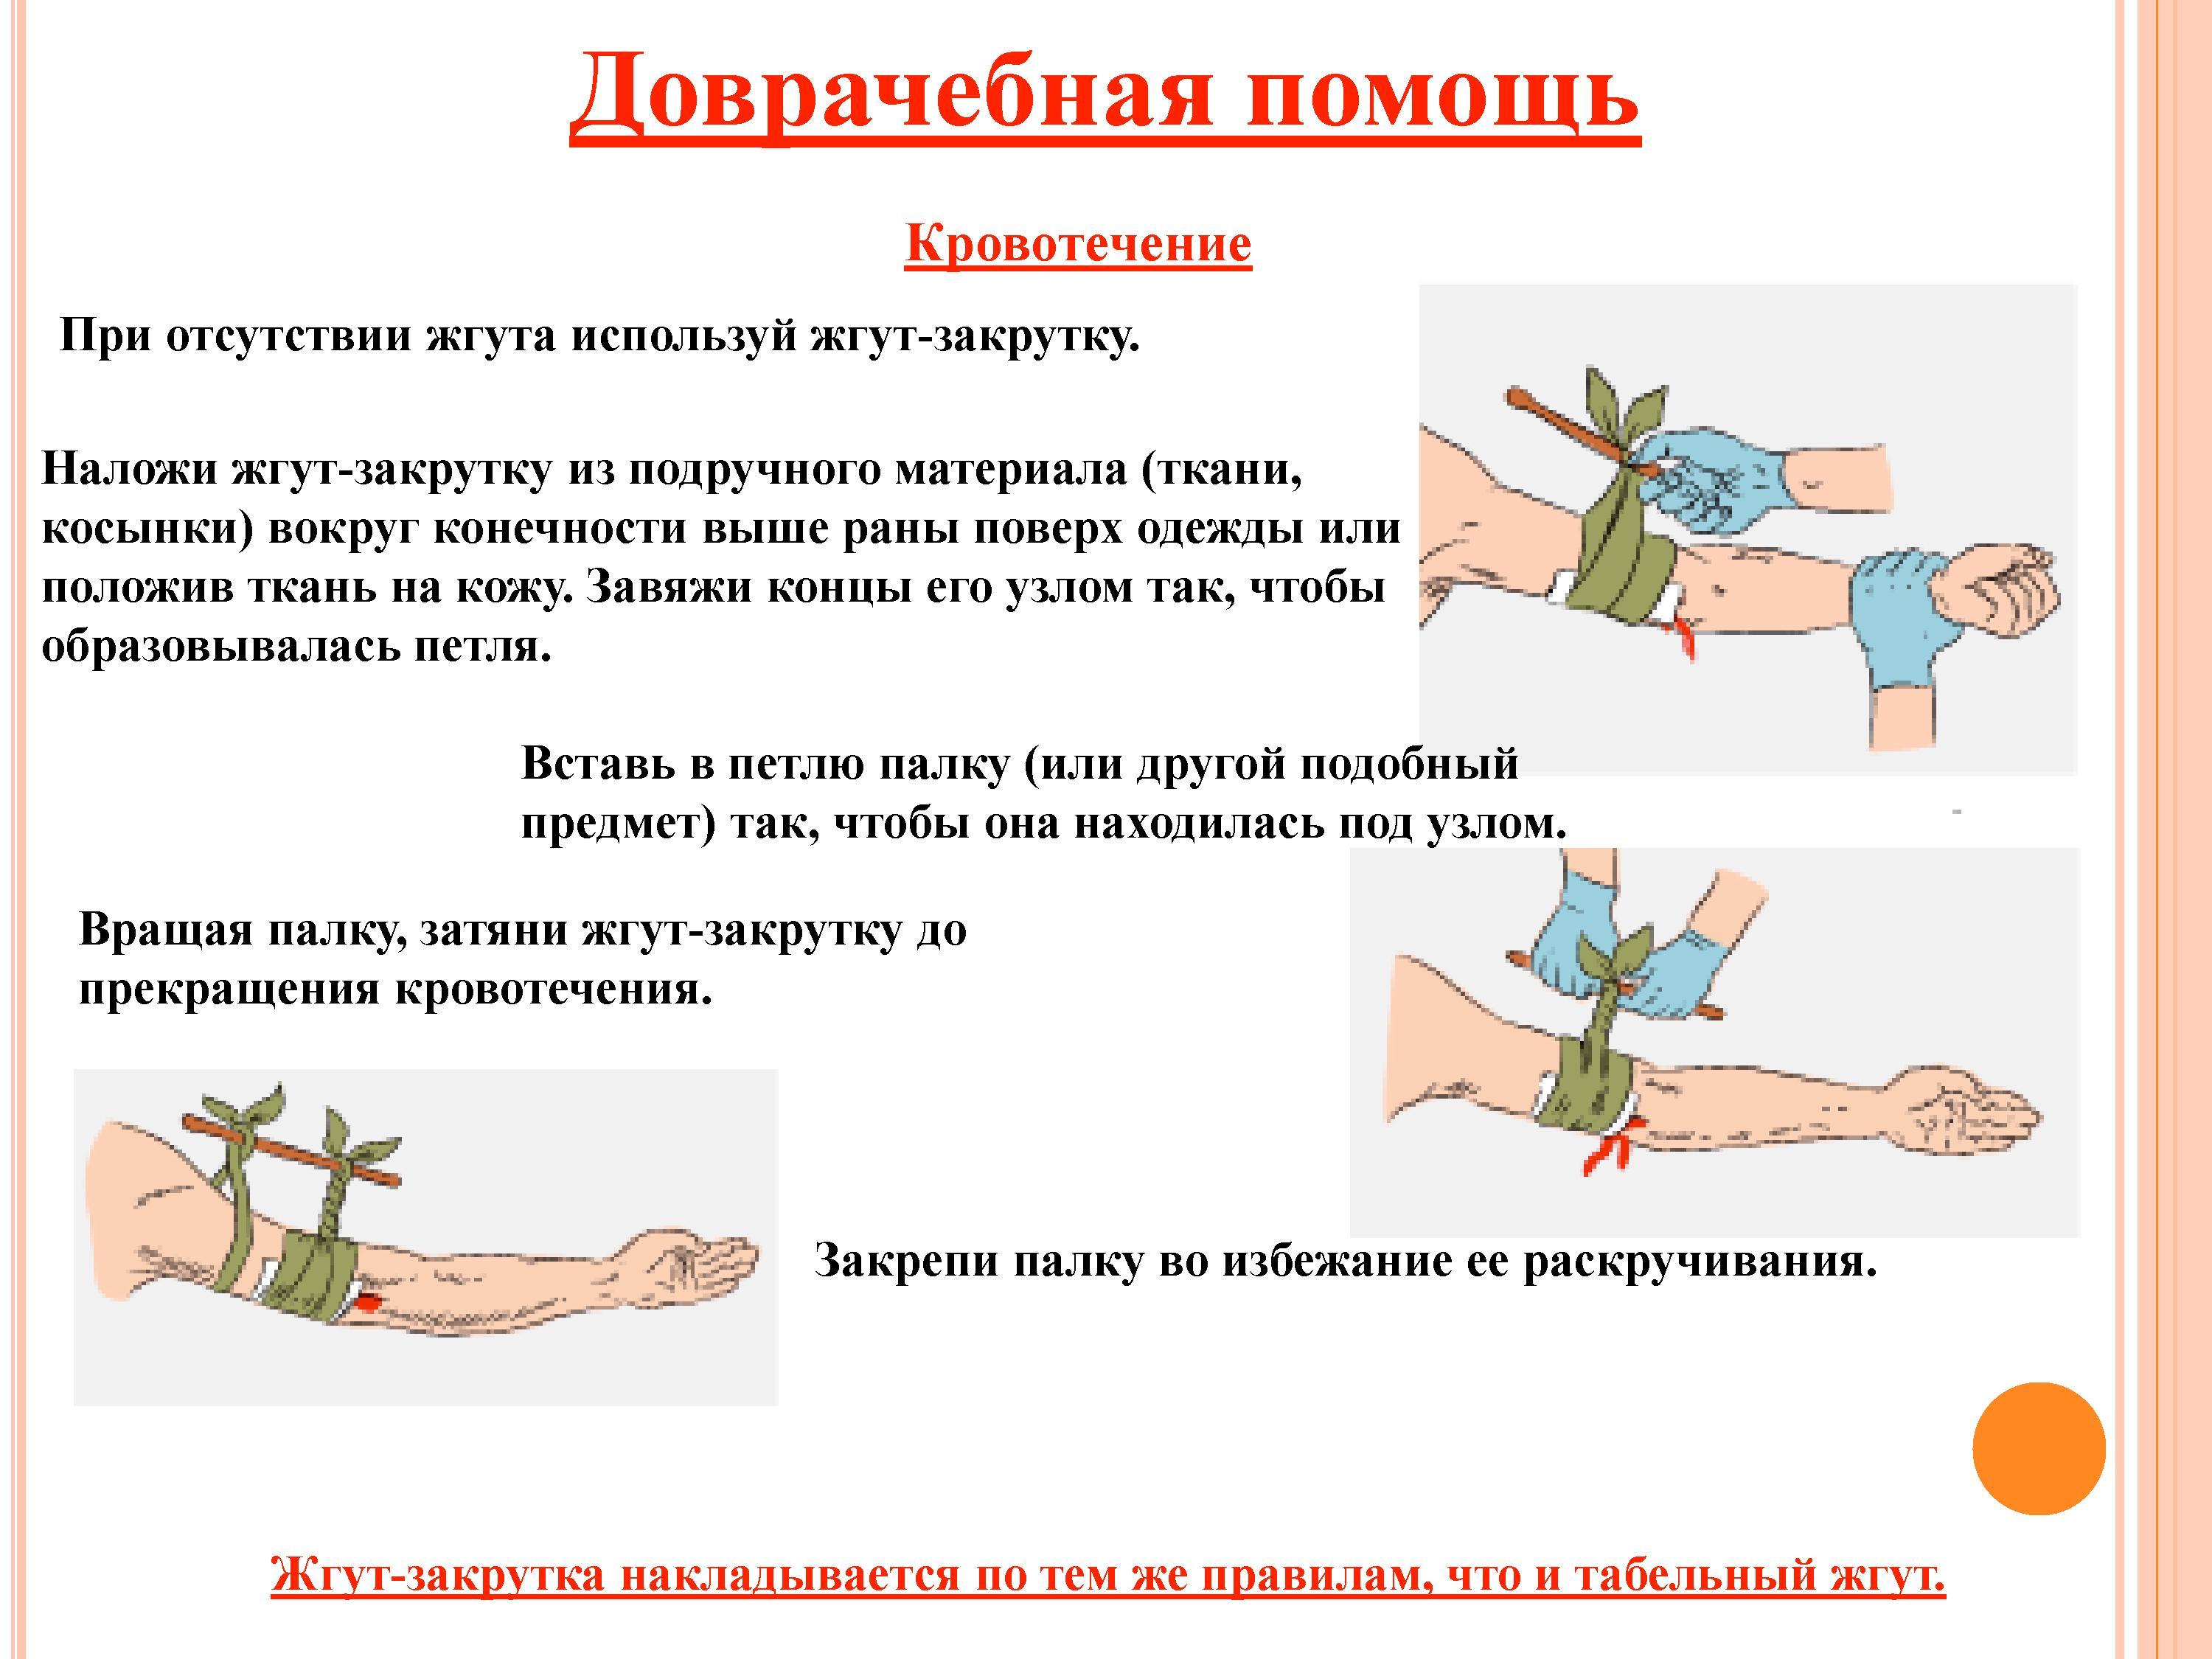 Доврачебная помощь
Кровотечение
При отсутствии жгута используй жгут-закрутку.
Наложи жгут-закрутку из подручного материала (ткани,
косынки) вокруг конечности выше раны поверх одежды или
положив ткань на кожу. Завяжи концы его узлом так, чтобы
образовывалась петля.
Вставь в петлю палку (или другой подобный
предмет) так, чтобы она находилась под узлом.
Вращая палку, затяни жгут-закрутку до
прекращения кровотечения.
Закрепи палку во избежание ее раскручивания.
Жгут-закрутка накладывается по тем же правилам, что и табельный жгут.